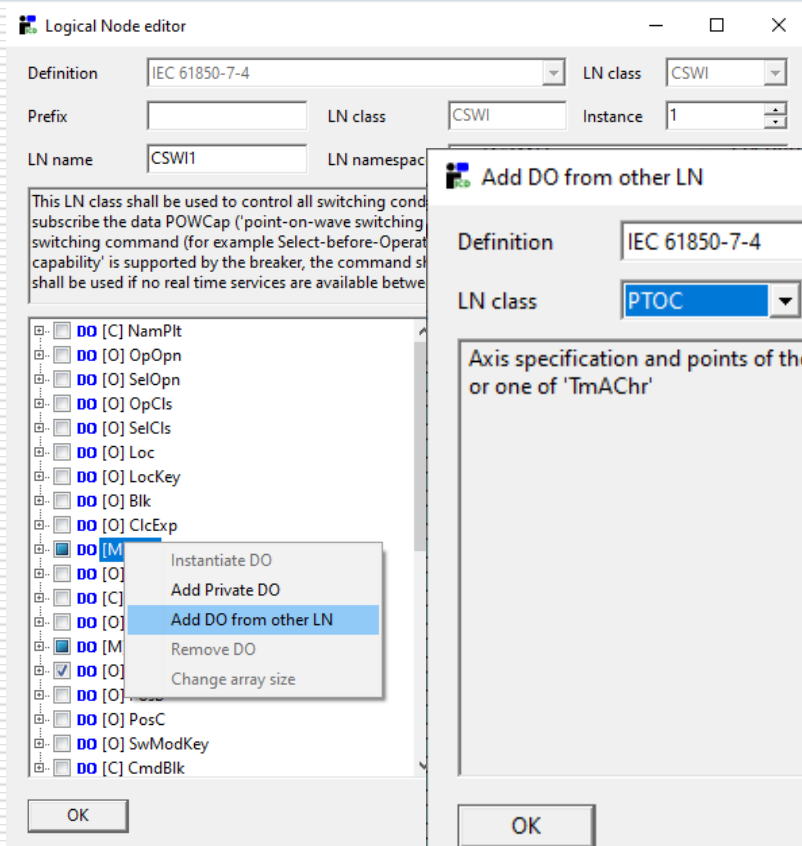 Logical Node editor
Definition IEC 61850-7-4 LN class CSWI
Prefix LN class CSWI Instance 1
LN name CSWI1 LN namespac
This LN class shall be used to control all switching cond
subscribe the data POWCap ('point-on-wave switching
switching command (for example Select-before-Operat
capability' is supported by the breaker, the command sh
shall be used if no real time services are available betwe
DO [C] NamPlt
DO [O] OpOpn
DO [O] SelOpn
DO [O] OpCls
DO [O] SelCls
DO [O] Loc
DO [O] LocKey
DO [O] Blk
DO [O] ClcExp
DO [M
DO [O]
DO [C]
DO [O]
DO [M]
DO [O]
DO [O]
DO [O] PosC
DO [O] SwModKey
DO [C] CmdBlk
OK
Instantiate DO
Add Private DO
Add DO from other LN
Remove DO
Change array size
Add DO from other LN
Definition IEC 61850-7-4
LN class PTOC
Axis specification and points of the
or one of 'TmAChr'
OK